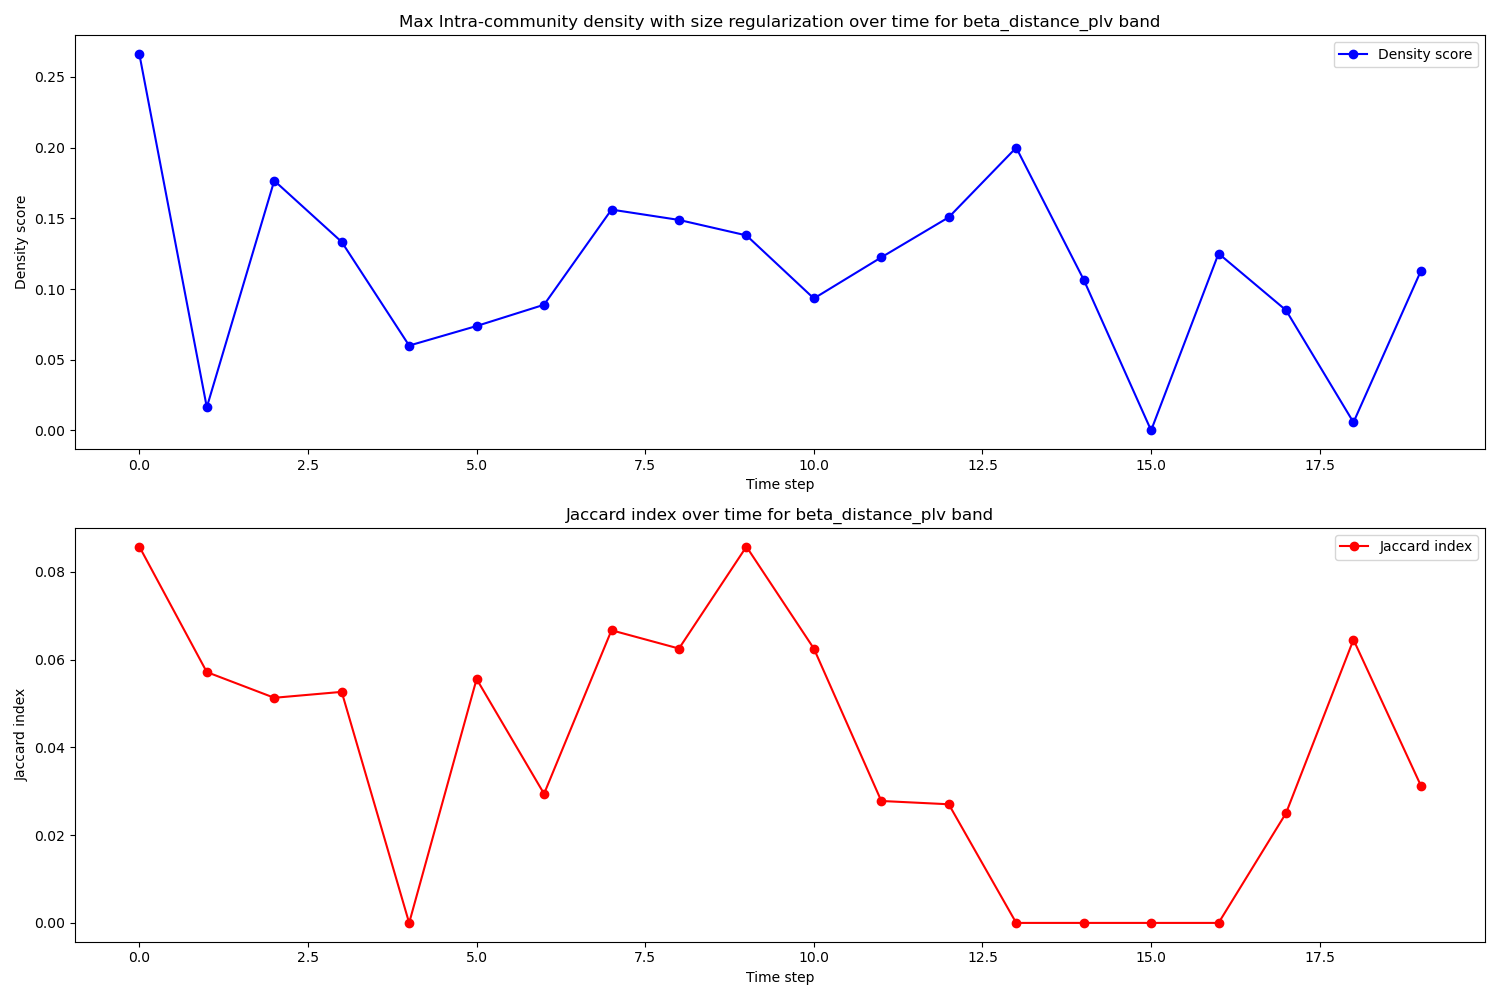 Max Intra-community density with size regularization over time for beta_distance_plv band
Density score
0.25
0.20
0.15
0.10
0.05
0.00
Density score
0.0 2.5 5.0 7.5 10.0 12.5 15.0 17.5
Time step
Jaccard index over time for beta_distance_plv band
Jaccard index
0.08
0.06
0.04
0.02
0.00
Jaccard index
0.0 2.5 5.0 7.5 10.0 12.5 15.0 17.5
Time step